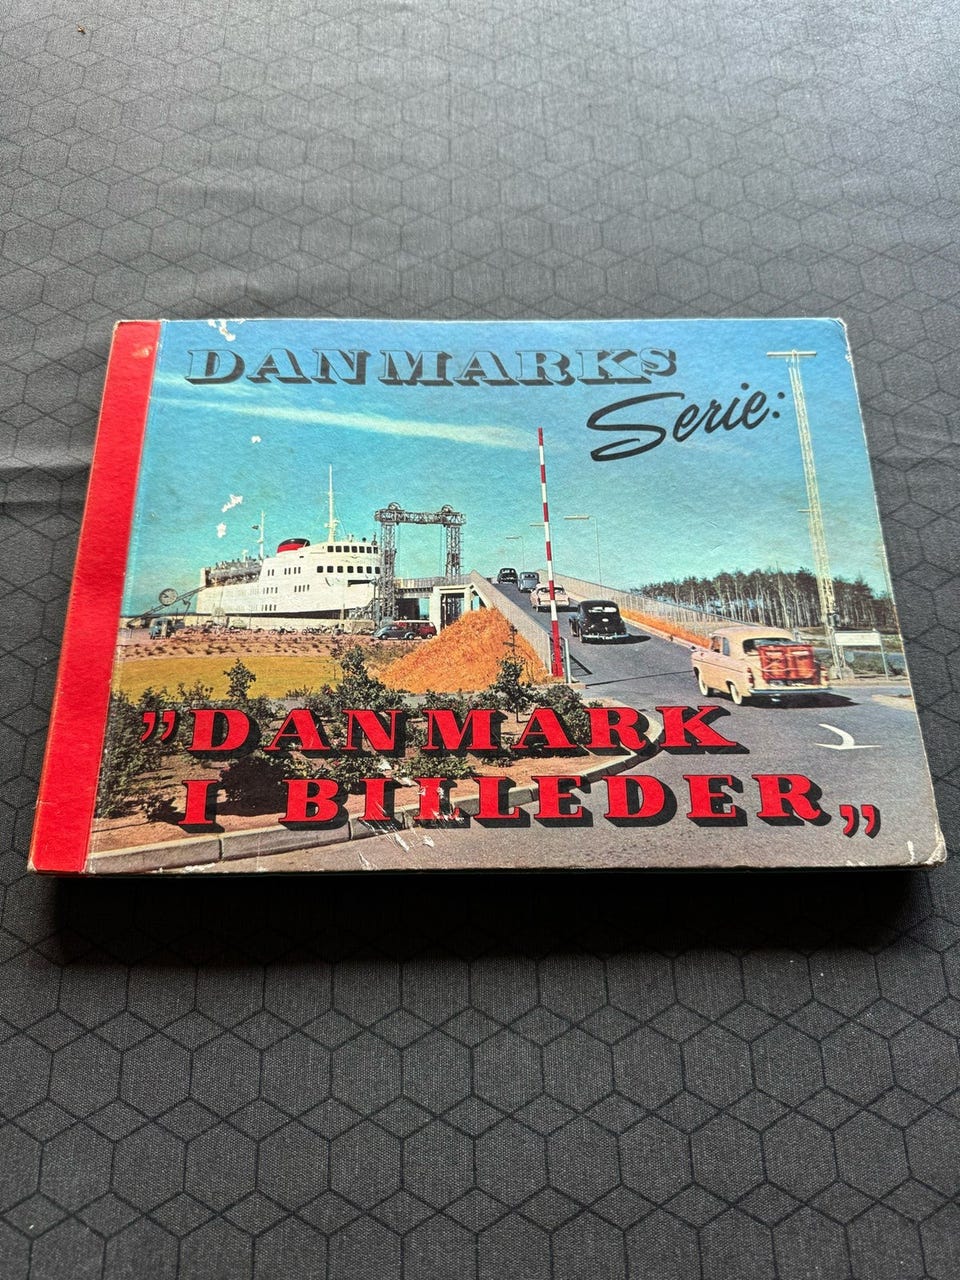 DANMARKS
Serie:
„DANMARK
I BILLEDER„